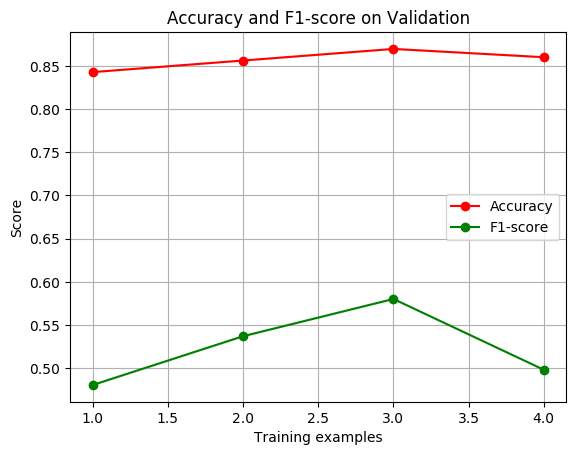 Accuracy and F1-score on Validation
Score
0.85
0.80
0.75
0.70
0.65
0.60
0.55
0.50
Accuracy
F1-score
1.0 1.5 2.0 2.5 3.0 3.5 4.0
Training examples